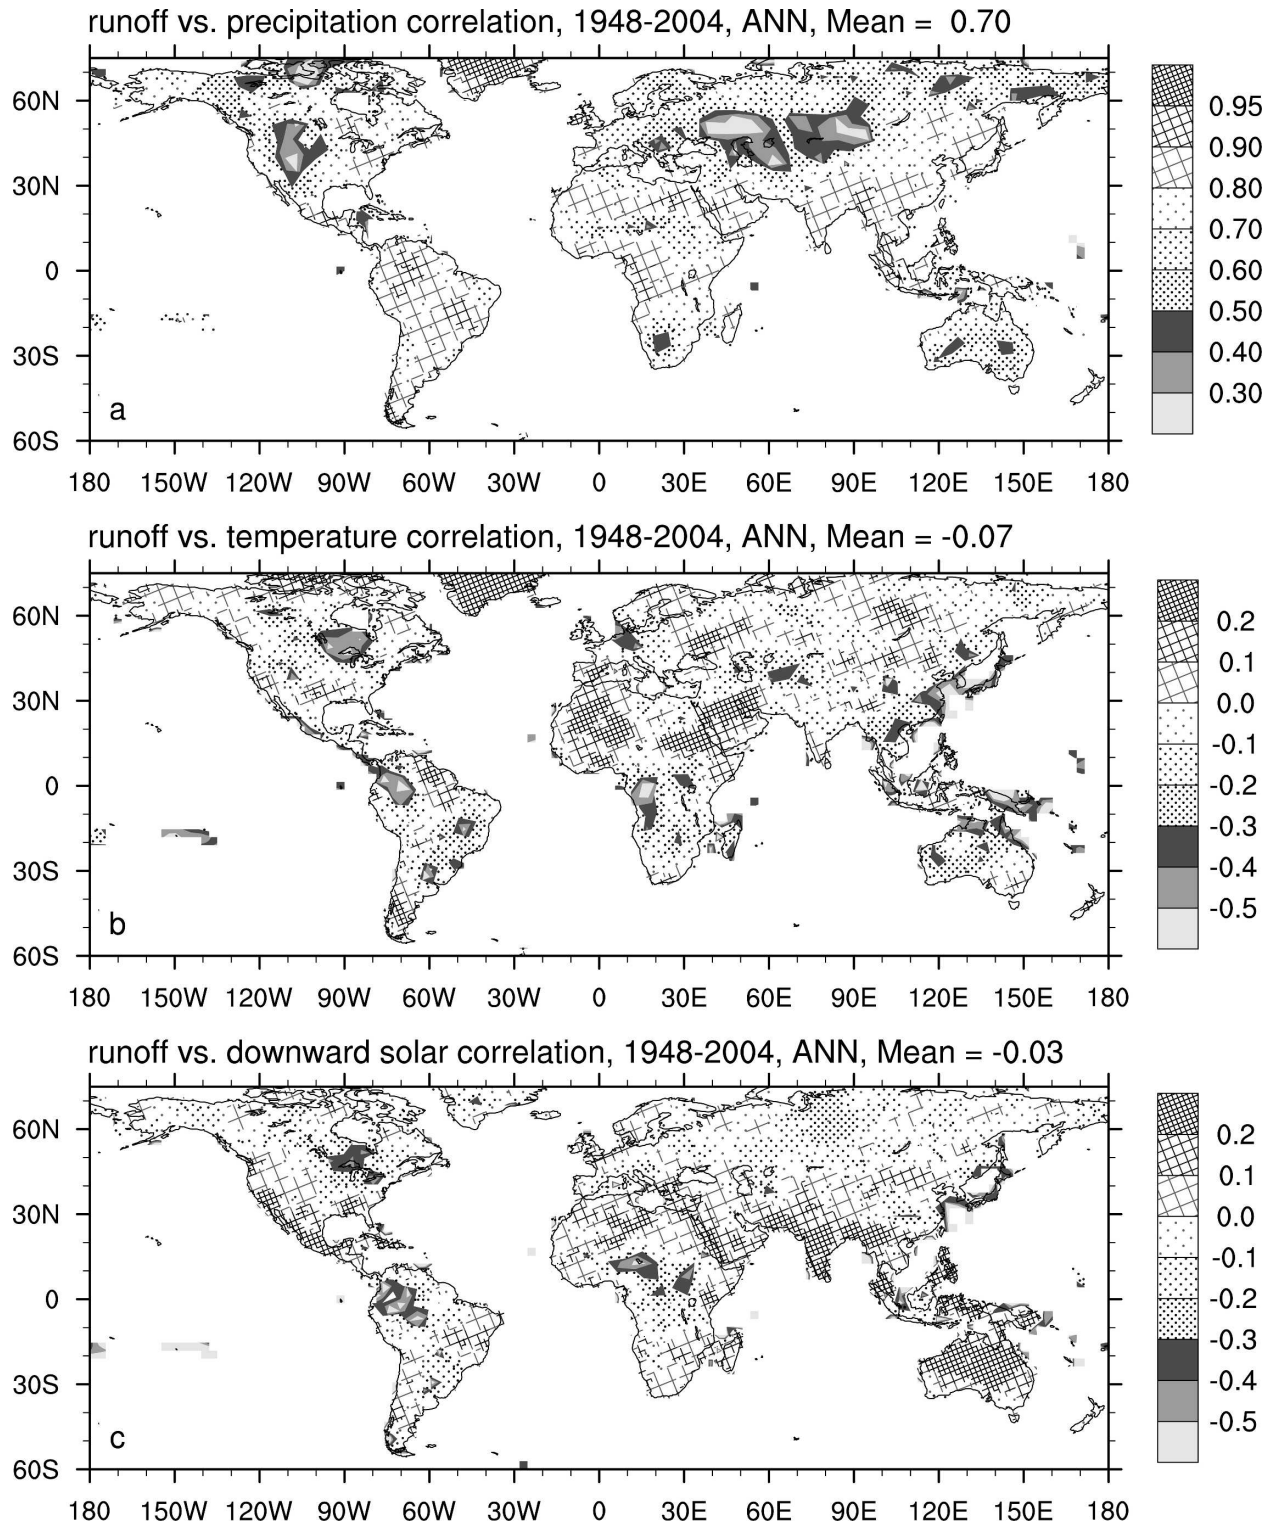 runoff vs. precipitation correlation, 1948-2004, ANN, Mean = 0.70
60N
30N
0
30S
60S
a
180 150W 120W 90W 60W 30W 0 30E 60E 90E 120E 150E 180
0.95
0.90
0.80
0.70
0.60
0.50
0.40
0.30
runoff vs. temperature correlation, 1948-2004, ANN, Mean = -0.07
60N
30N
0
30S
60S
b
180 150W 120W 90W 60W 30W 0 30E 60E 90E 120E 150E 180
0.2
0.1
0.0
-0.1
-0.2
-0.3
-0.4
-0.5
runoff vs. downward solar correlation, 1948-2004, ANN, Mean = -0.03
60N
30N
0
30S
60S
c
180 150W 120W 90W 60W 30W 0 30E 60E 90E 120E 150E 180
0.2
0.1
0.0
-0.1
-0.2
-0.3
-0.4
-0.5